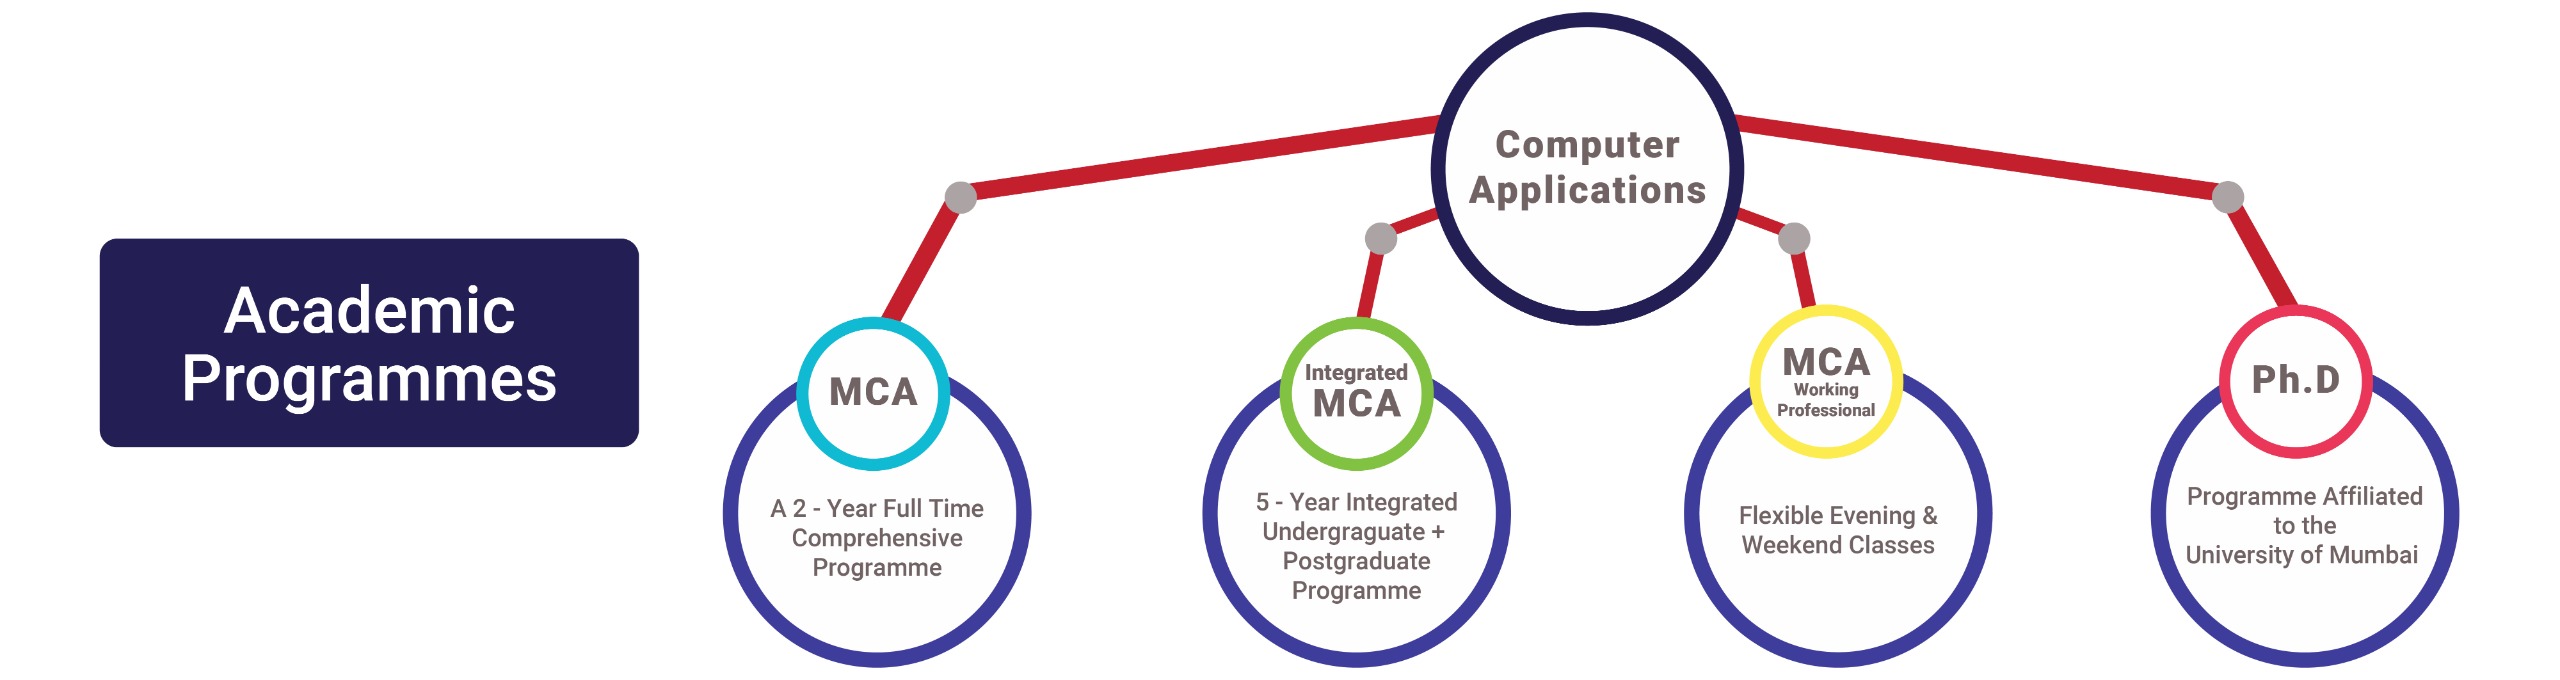 Academic
Programmes
Computer
Applications
MCA
A 2 - Year Full Time
Comprehensive
Programme
Integrated
MCA
5 - Year Integrated
Undergraguate +
Postgraduate
Programme
MCA
Working
Professional
Flexible Evening &
Weekend Classes
Ph.D
Programme Affiliated
to the
University of Mumbai